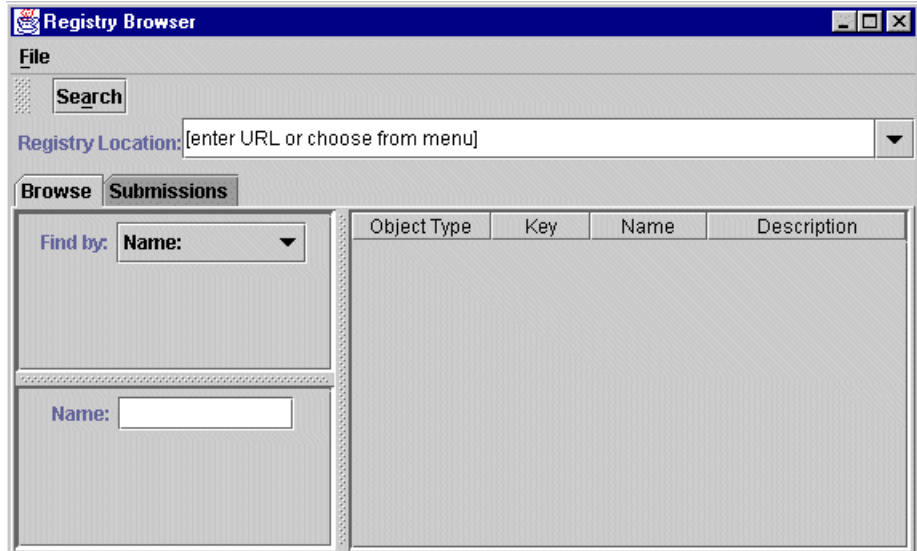 Registry Browser
File
Search
Registry Location: [enter URL or choose from menu]
Browse Submissions
Find by: Name:
Object Type Key Name Description
Name: